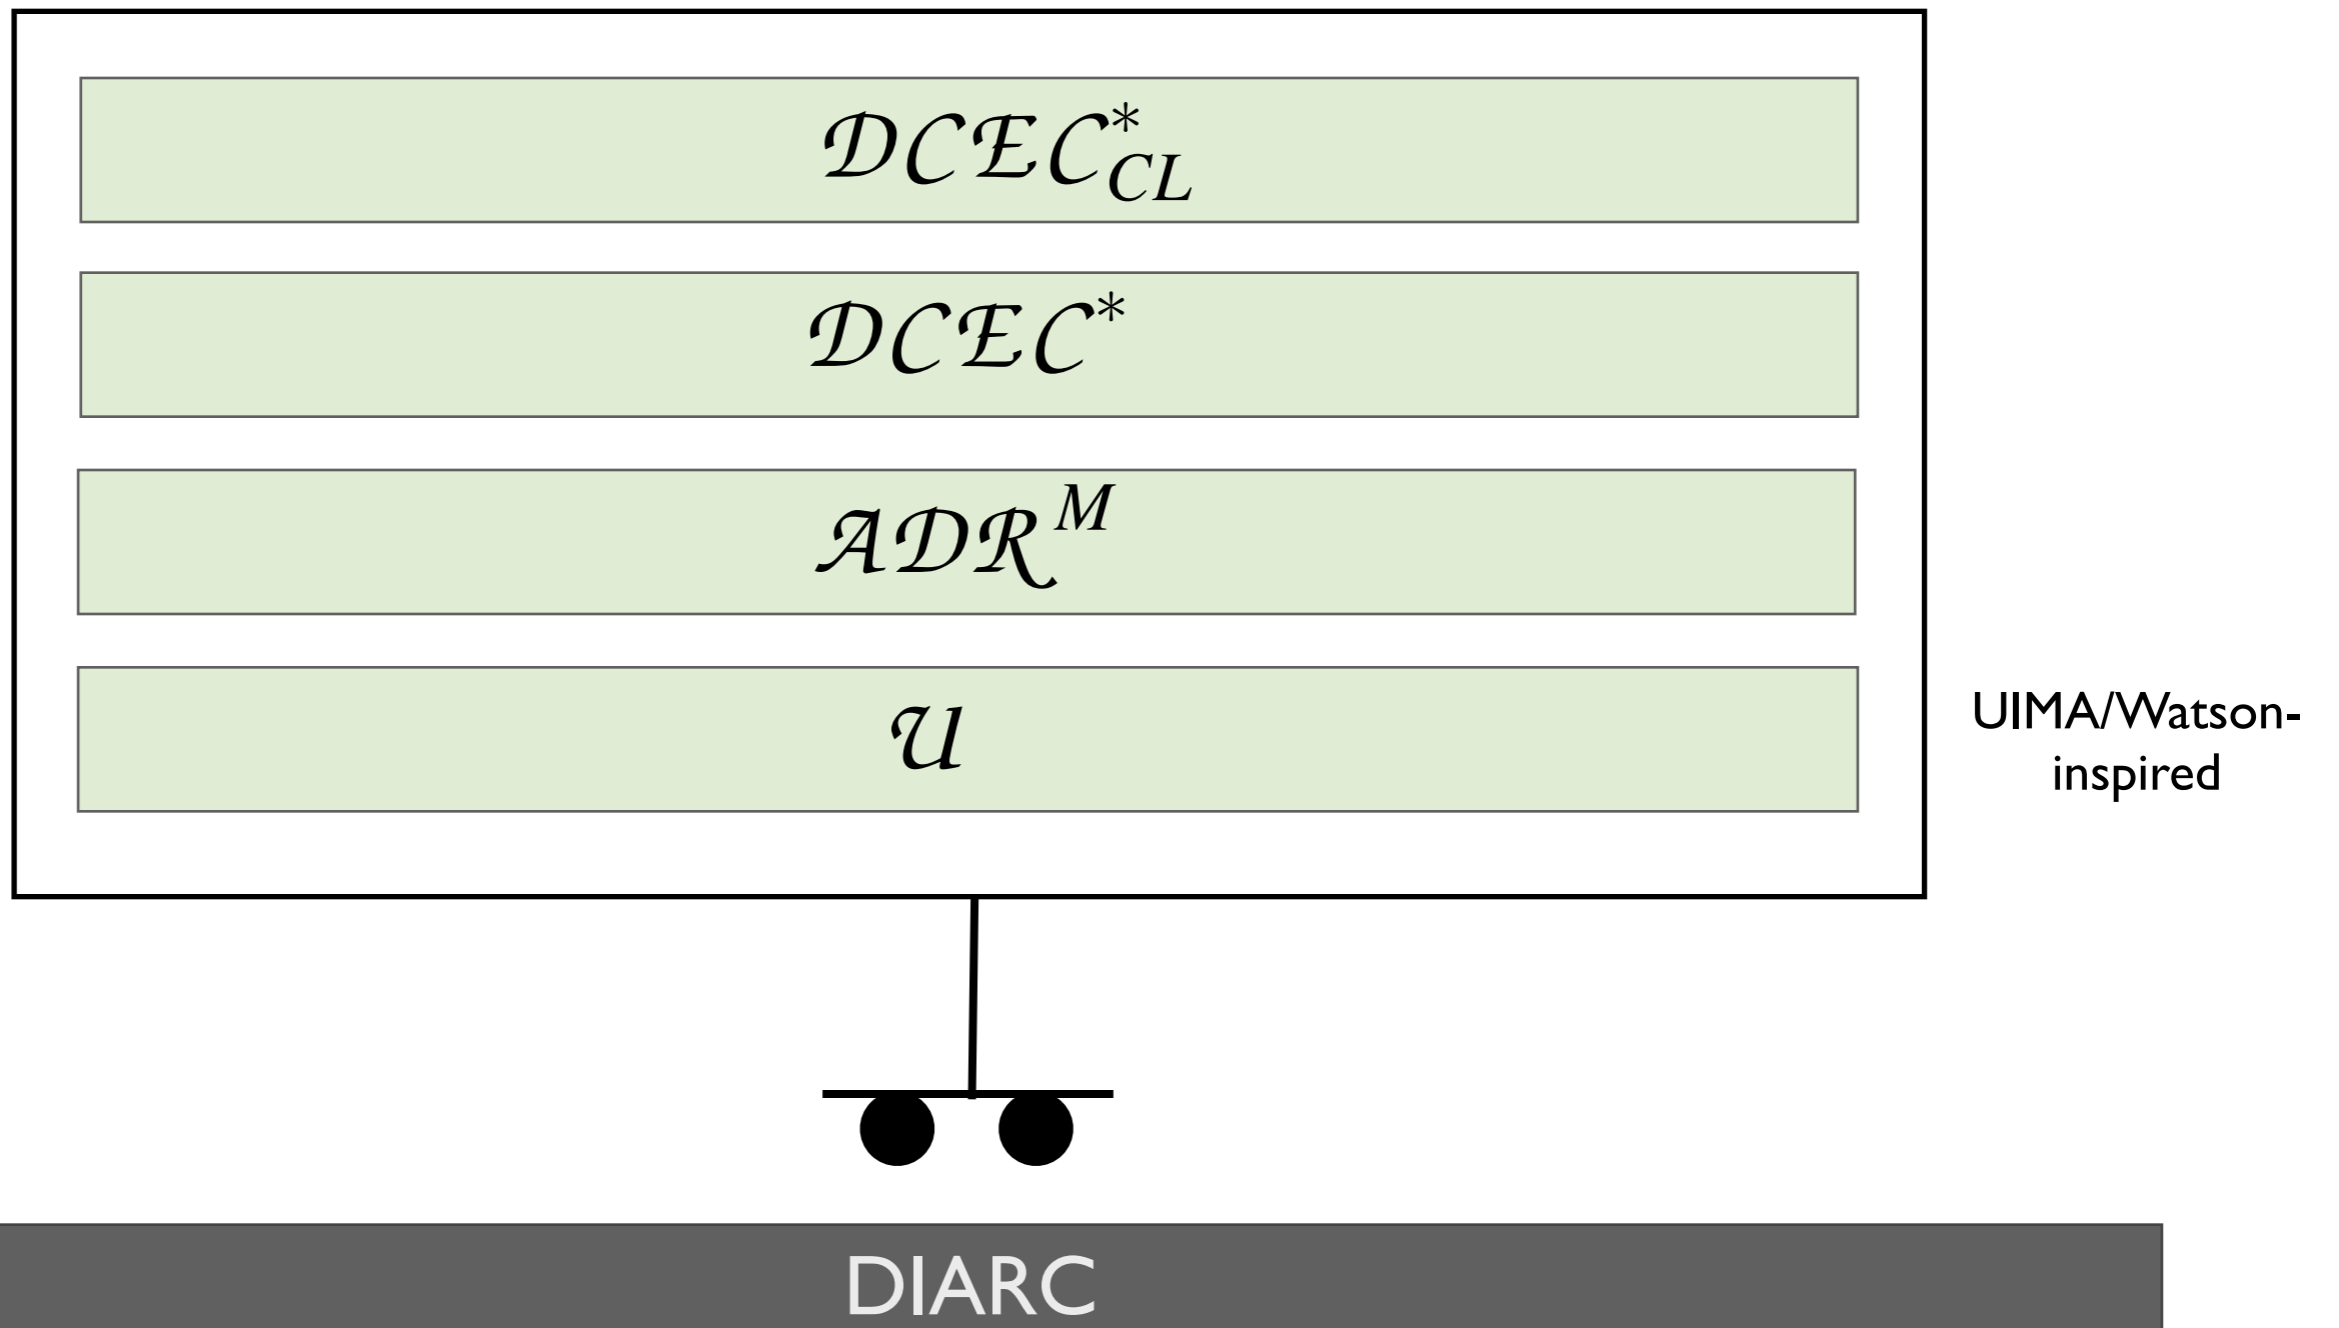 𝒟𝒞ℰ𝒞*CL
𝒟𝒞ℰ𝒞*
𝒜𝒟ℛᴹ
𝒰
UIMA/Watson-
inspired
DIARC